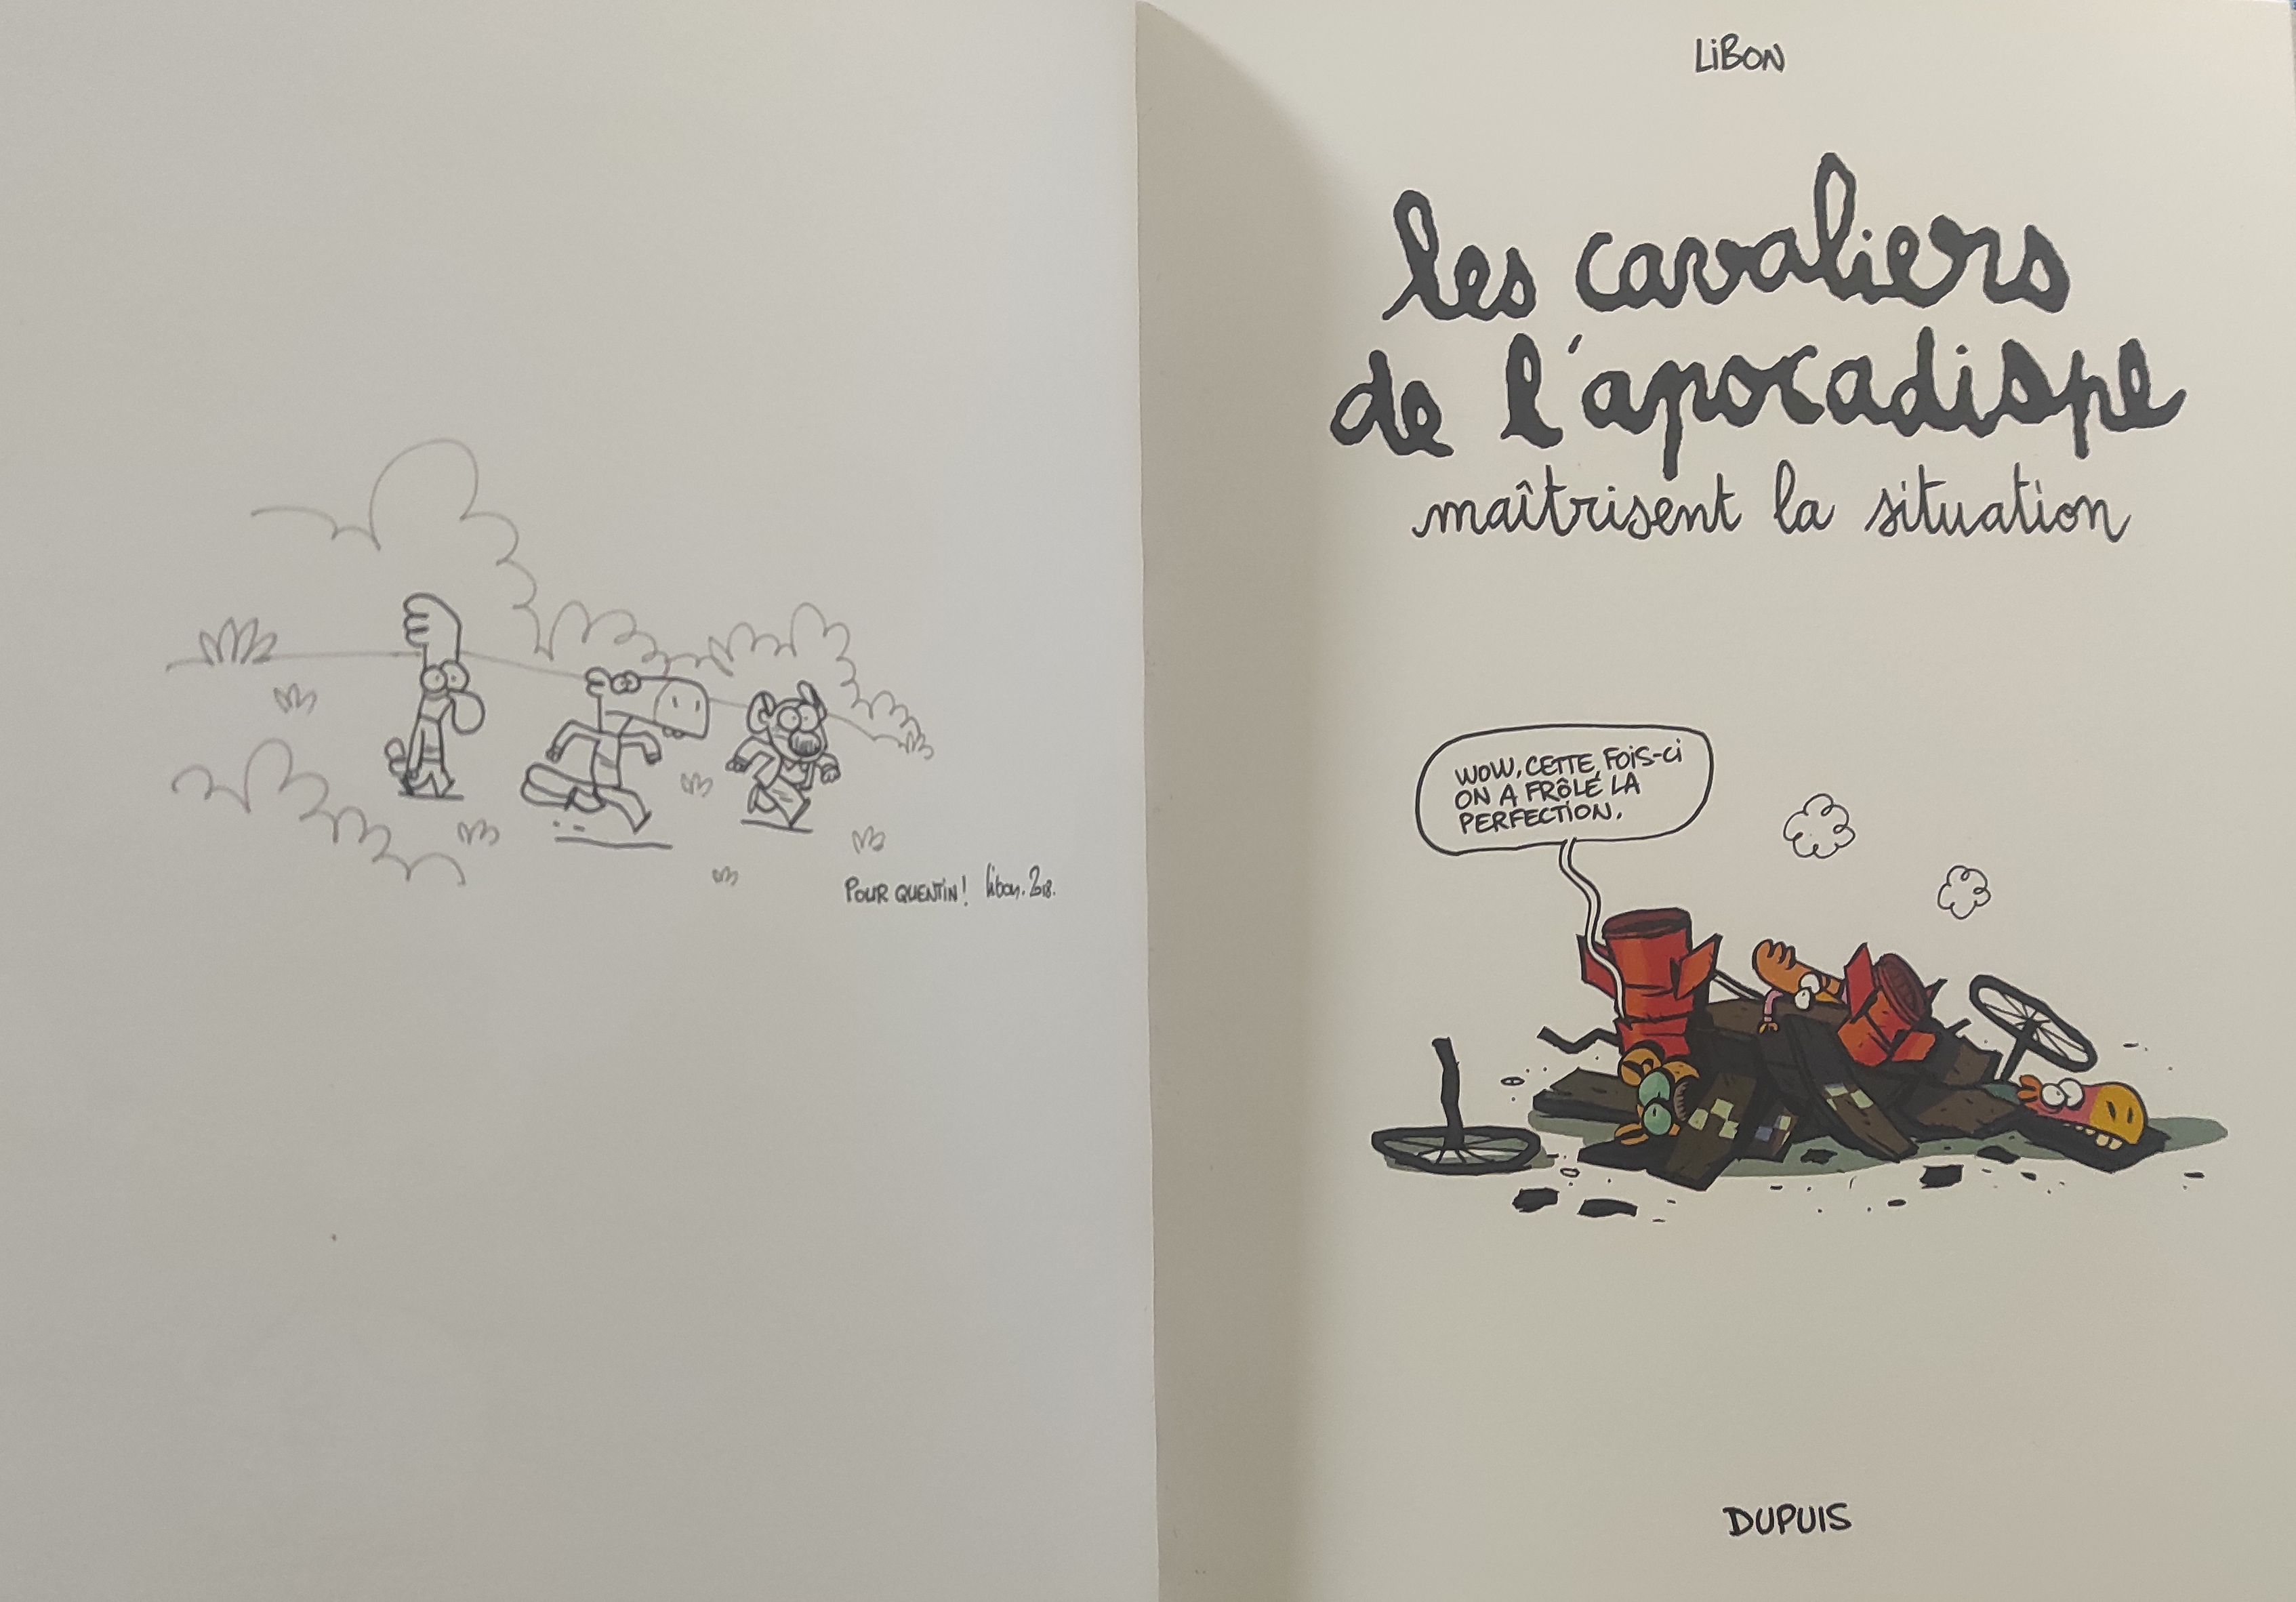 POUR QUENTIN! libon. 2018.
LiBON
les cavaliers
de l'apocadispe
maîtrisent la situation
WOW, CETTE FOIS-Ci
ON A FRÔLÉ LA
PERFECTION.
DUPUIS